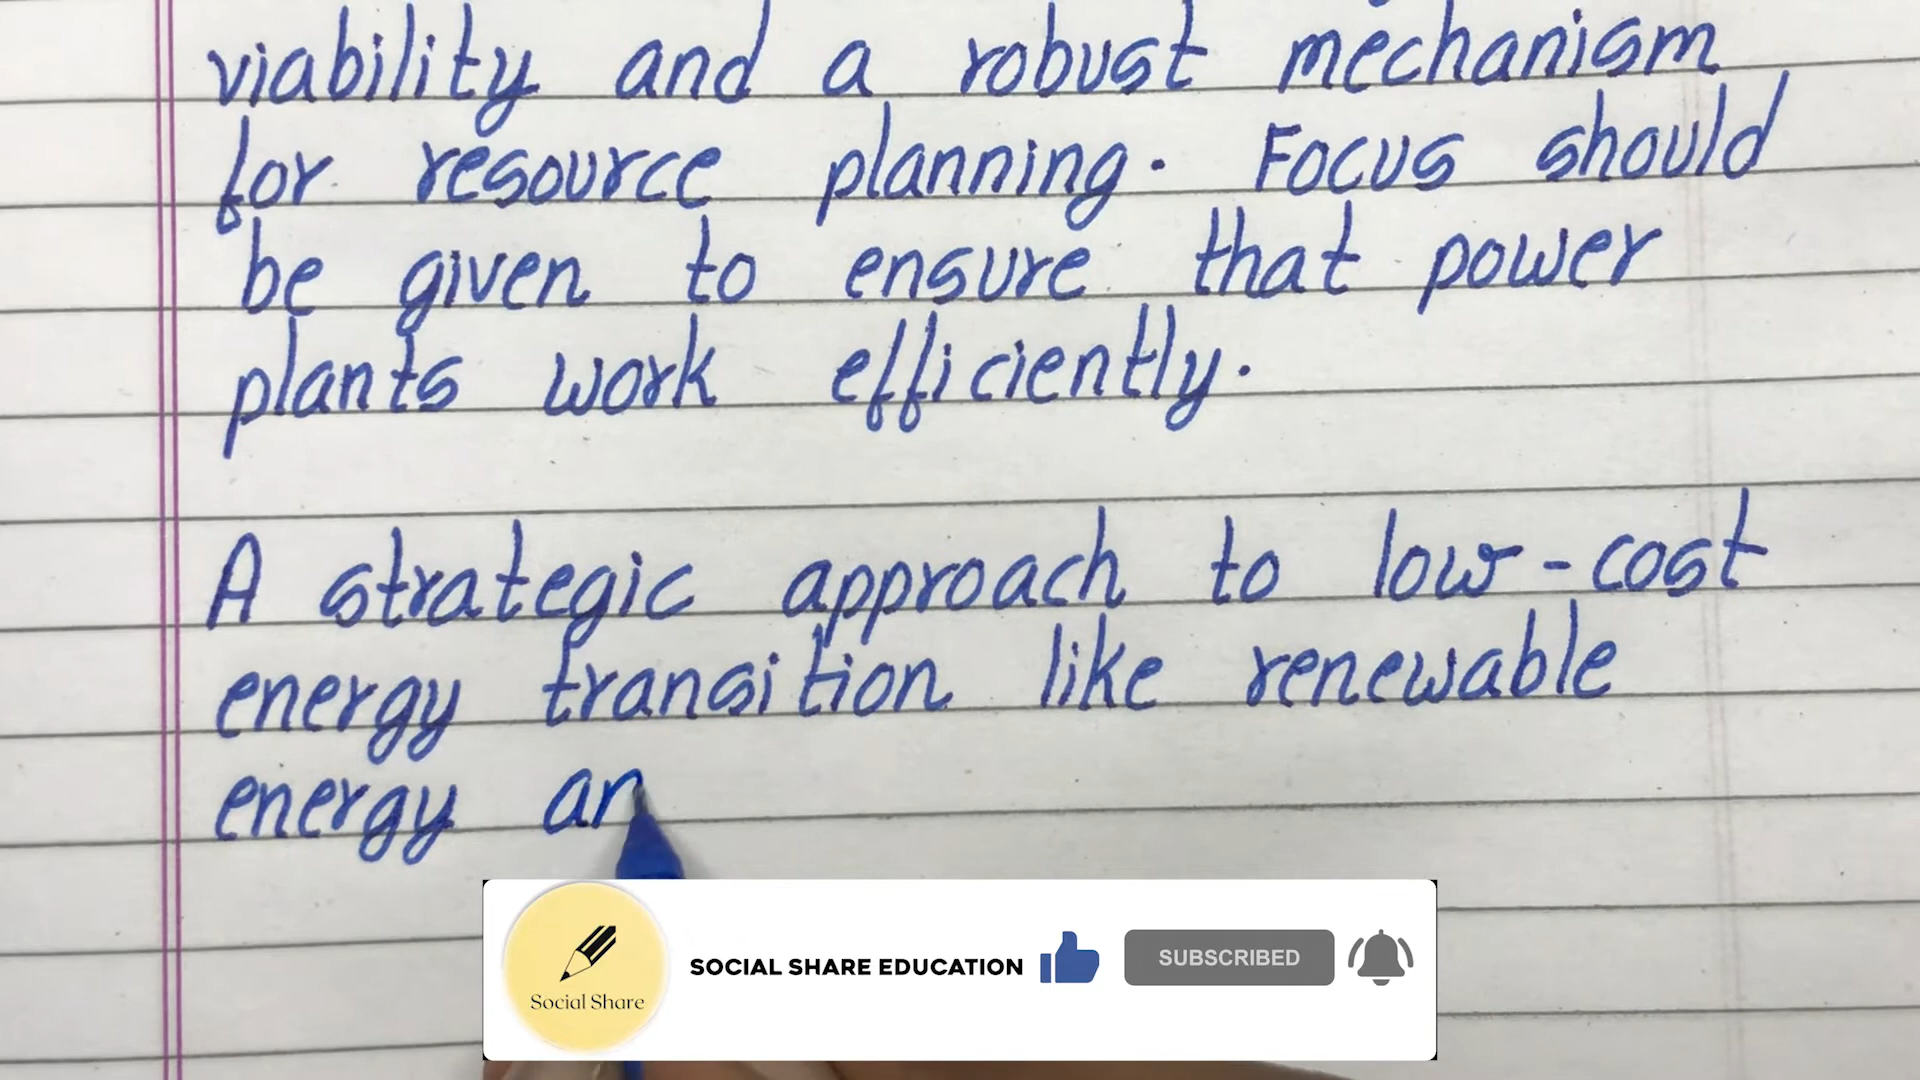 viability and a robust mechanism
for resource planning. Focus should
be given to ensure that power
plants work efficiently.
A strategic approach to low-cost
energy transition like renewable
energy an
Social Share
SOCIAL SHARE EDUCATION
SUBSCRIBED